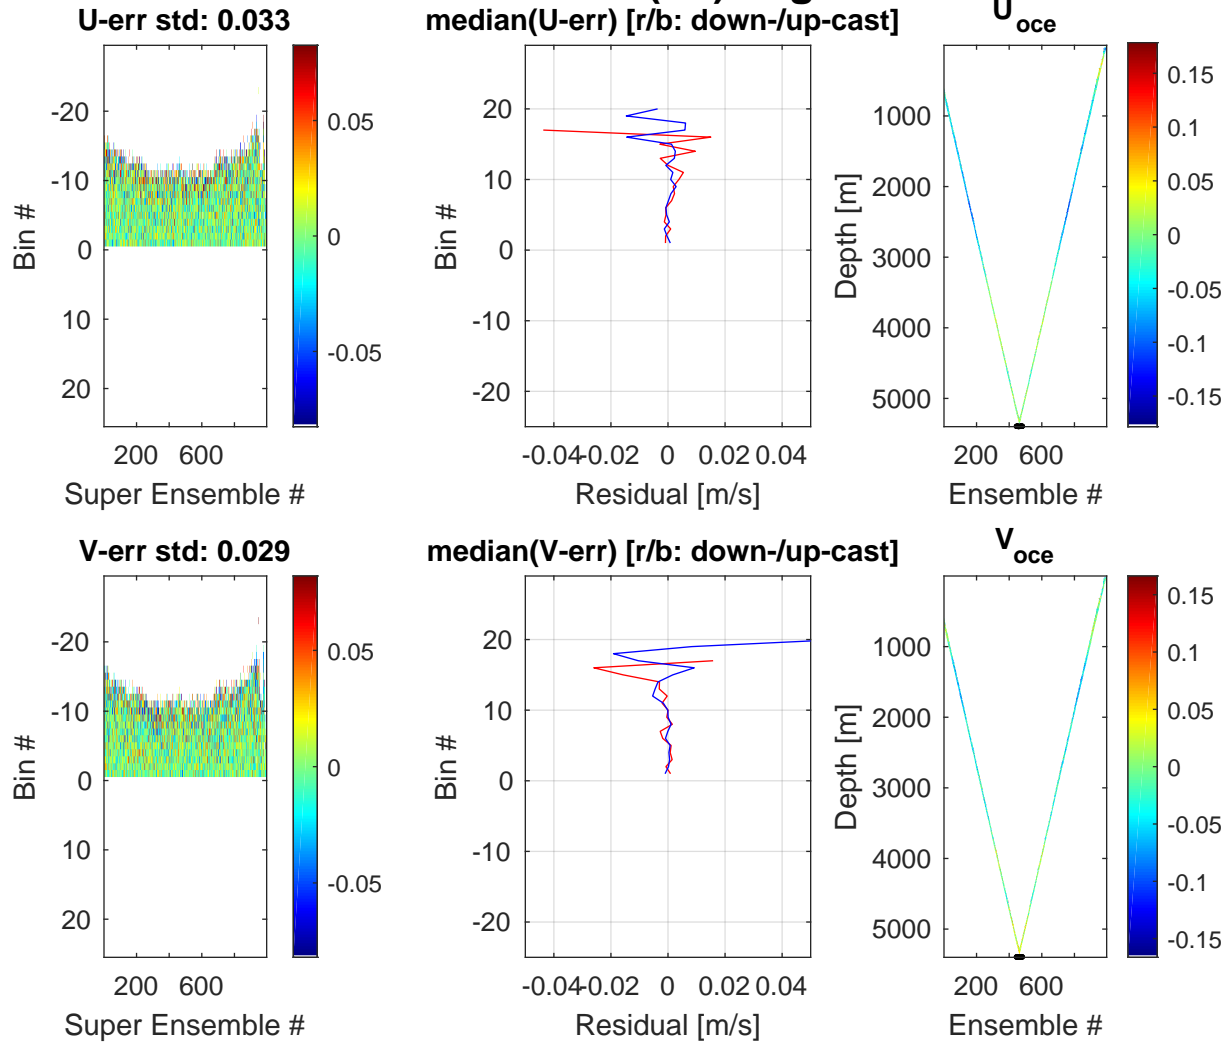 U-err std: 0.033
median(U-err) [r/b: down-/up-cast]
U oce
-20
-10
0
10
20
Bin #
200 600
Super Ensemble #
0.05
0
-0.05
20
10
0
-10
-20
Bin #
-0.04 -0.02 0 0.02 0.04
Residual [m/s]
1000
2000
3000
4000
5000
Depth [m]
200 600
Ensemble #
0.15
0.1
0.05
0
-0.05
-0.1
-0.15
V-err std: 0.029
median(V-err) [r/b: down-/up-cast]
V oce
-20
-10
0
10
20
Bin #
200 600
Super Ensemble #
0.05
0
-0.05
20
10
0
-10
-20
Bin #
-0.04 -0.02 0 0.02 0.04
Residual [m/s]
1000
2000
3000
4000
5000
Depth [m]
200 600
Ensemble #
0.15
0.1
0.05
0
-0.05
-0.1
-0.15